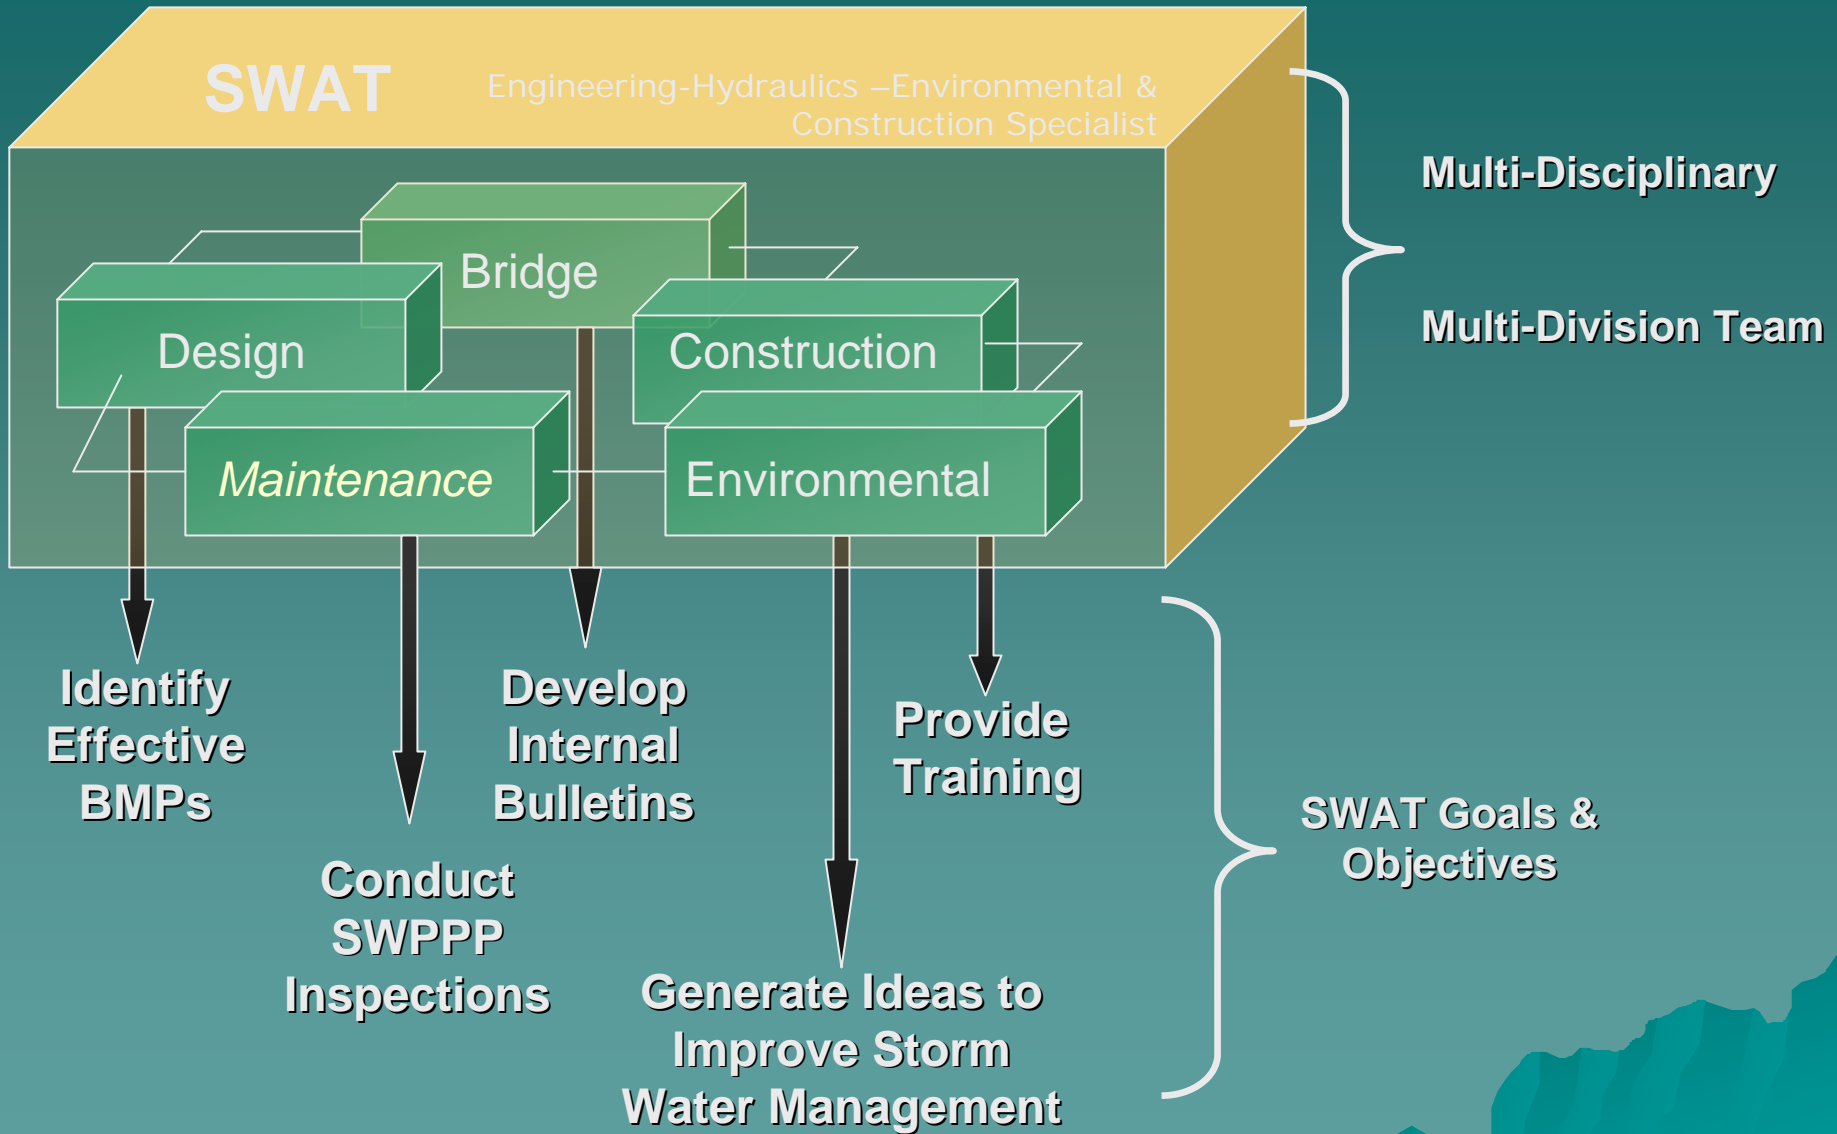 SWAT
Engineering-Hydraulics –Environmental &
Construction Specialist
Multi-Disciplinary
Multi-Division Team
Bridge
Design
Construction
Maintenance
Environmental
Identify
Effective
BMPs
Develop
Internal
Bulletins
Provide
Training
Conduct
SWPPP
Inspections
Generate Ideas to
Improve Storm
Water Management
SWAT Goals &
Objectives